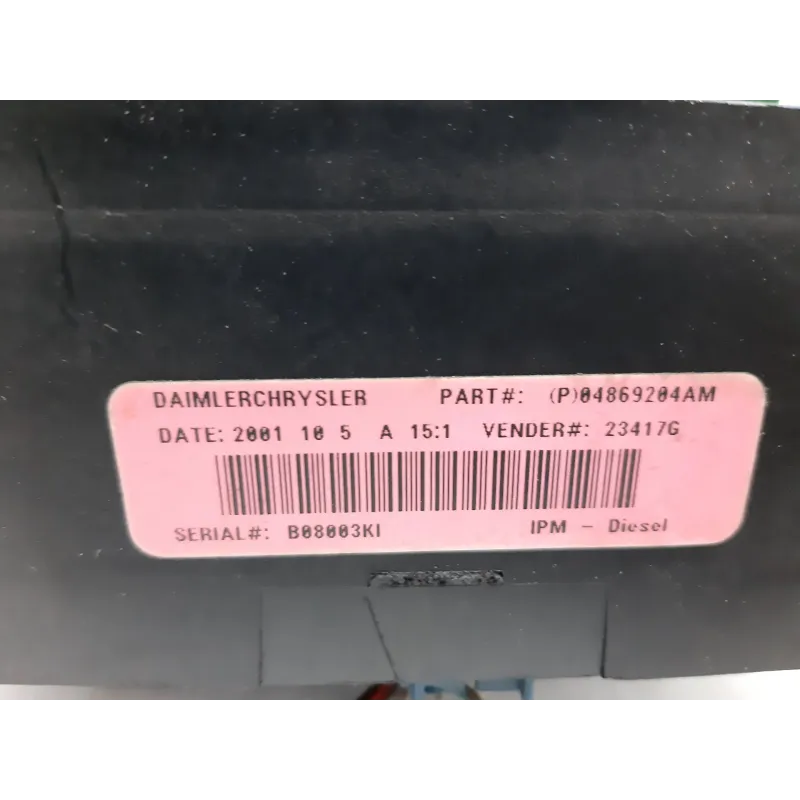 DAIMLERCHRYSLER PART#: (P)04869204AM
DATE: 2001 10 5 A 15:1 VENDER#: 23417G
SERIAL#: B08003KI IPM - Diesel